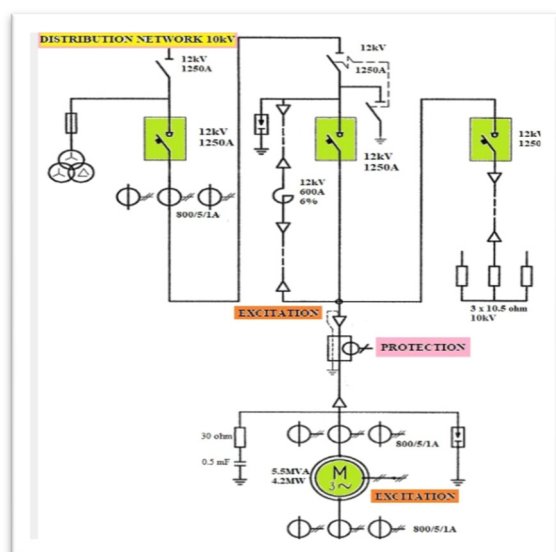 DISTRIBUTION NETWORK 10kV
12kV
1250A
12kV
1250A
12kV
1250A
12kV
1250A
12kV
1250
12kV
600A
6%
800/5/1A
EXCITATION
3 x 10.5 ohm
10kV
PROTECTION
30 ohm
0.5 mF
800/5/1A
5.5MVA
4.2MW
M
3~
EXCITATION
800/5/1A